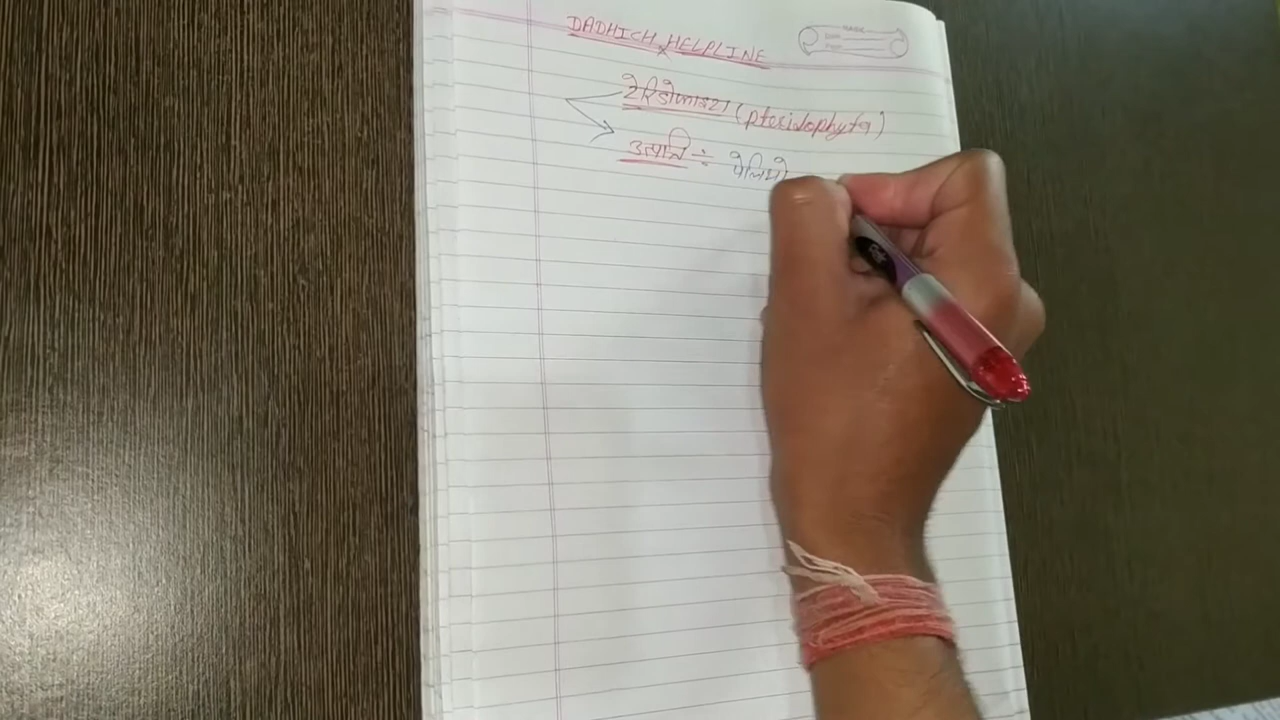 DADHICH HELPLINE
टेरिडोफाइटा (pteridophyta)
उत्पत्ति ÷ पेलियो